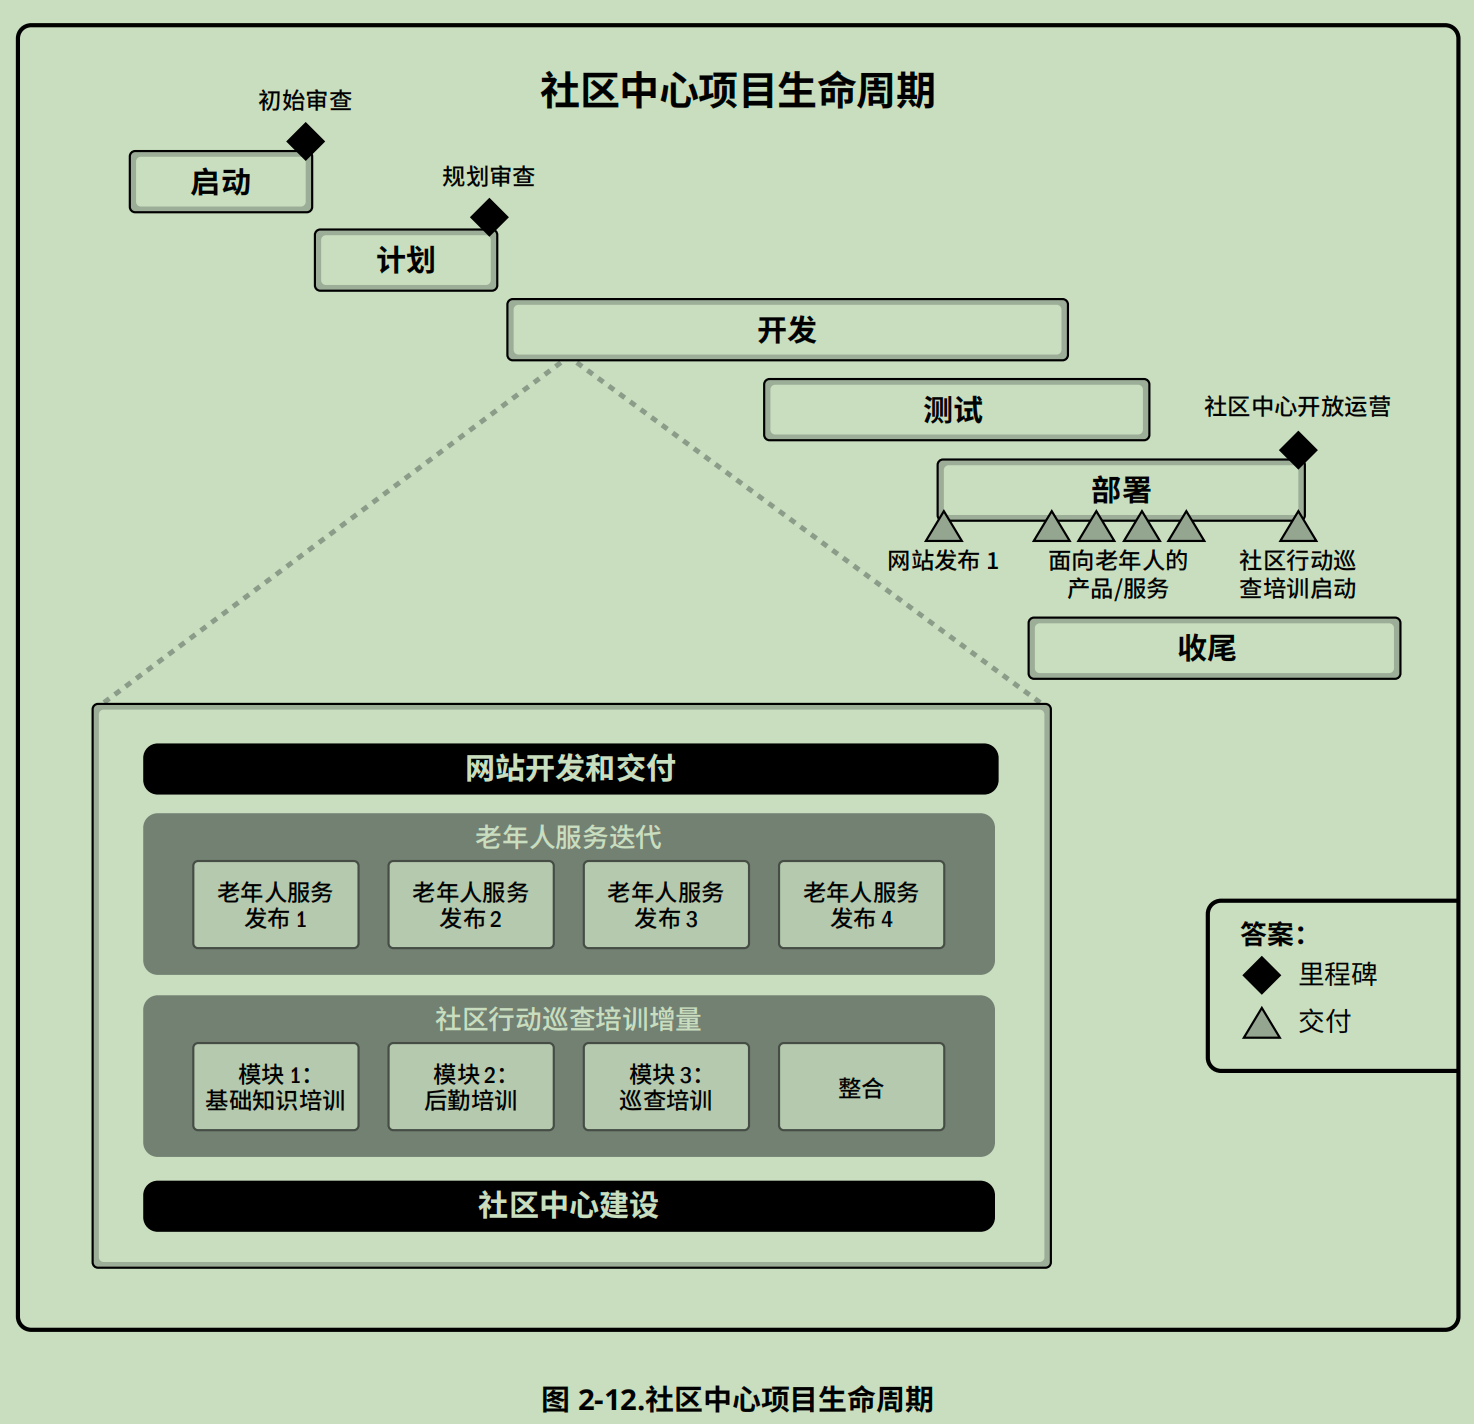 社区中心项目生命周期
初始审查
启动
规划审查
计划
开发
测试
社区中心开放运营
部署
网站发布 1
面向老年人的
产品/服务
社区行动巡
查培训启动
收尾
网站开发和交付
老年人服务迭代
老年人服务
发布 1
老年人服务
发布 2
老年人服务
发布 3
老年人服务
发布 4
社区行动巡查培训增量
模块 1：
基础知识培训
模块 2：
后勤培训
模块 3：
巡查培训
整合
社区中心建设
答案：
里程碑
交付
图 2-12.社区中心项目生命周期